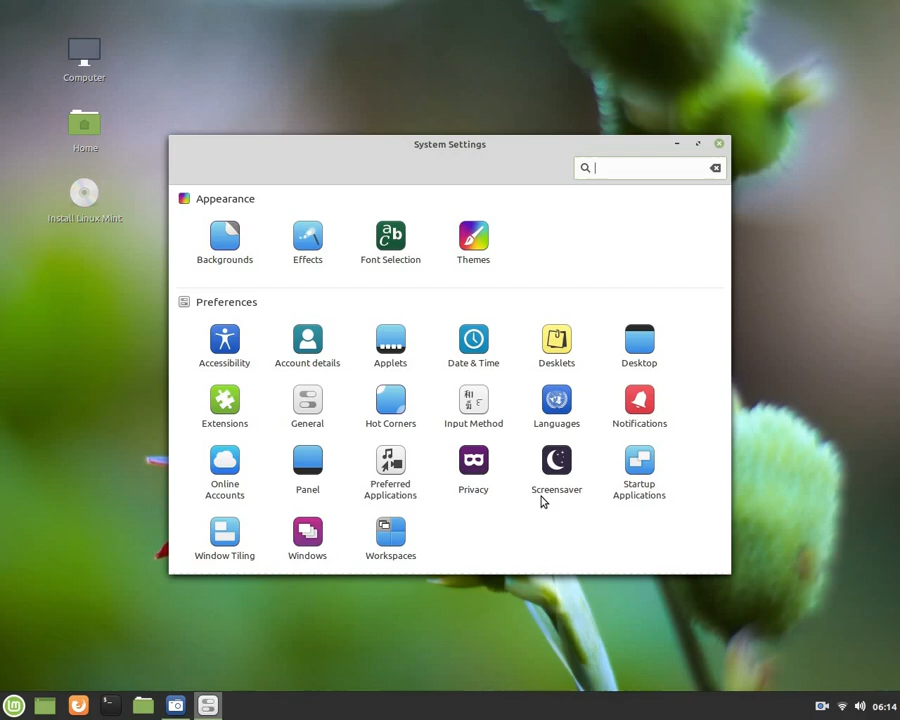 Computer
Home
Install Linux Mint
System Settings
Appearance
Backgrounds
Effects
Font Selection
Themes
Preferences
Accessibility
Account details
Applets
Date & Time
Desklets
Desktop
Extensions
General
Hot Corners
Input Method
Languages
Notifications
Online
Accounts
Panel
Preferred
Applications
Privacy
Screensaver
Startup
Applications
Window Tiling
Windows
Workspaces
06:14